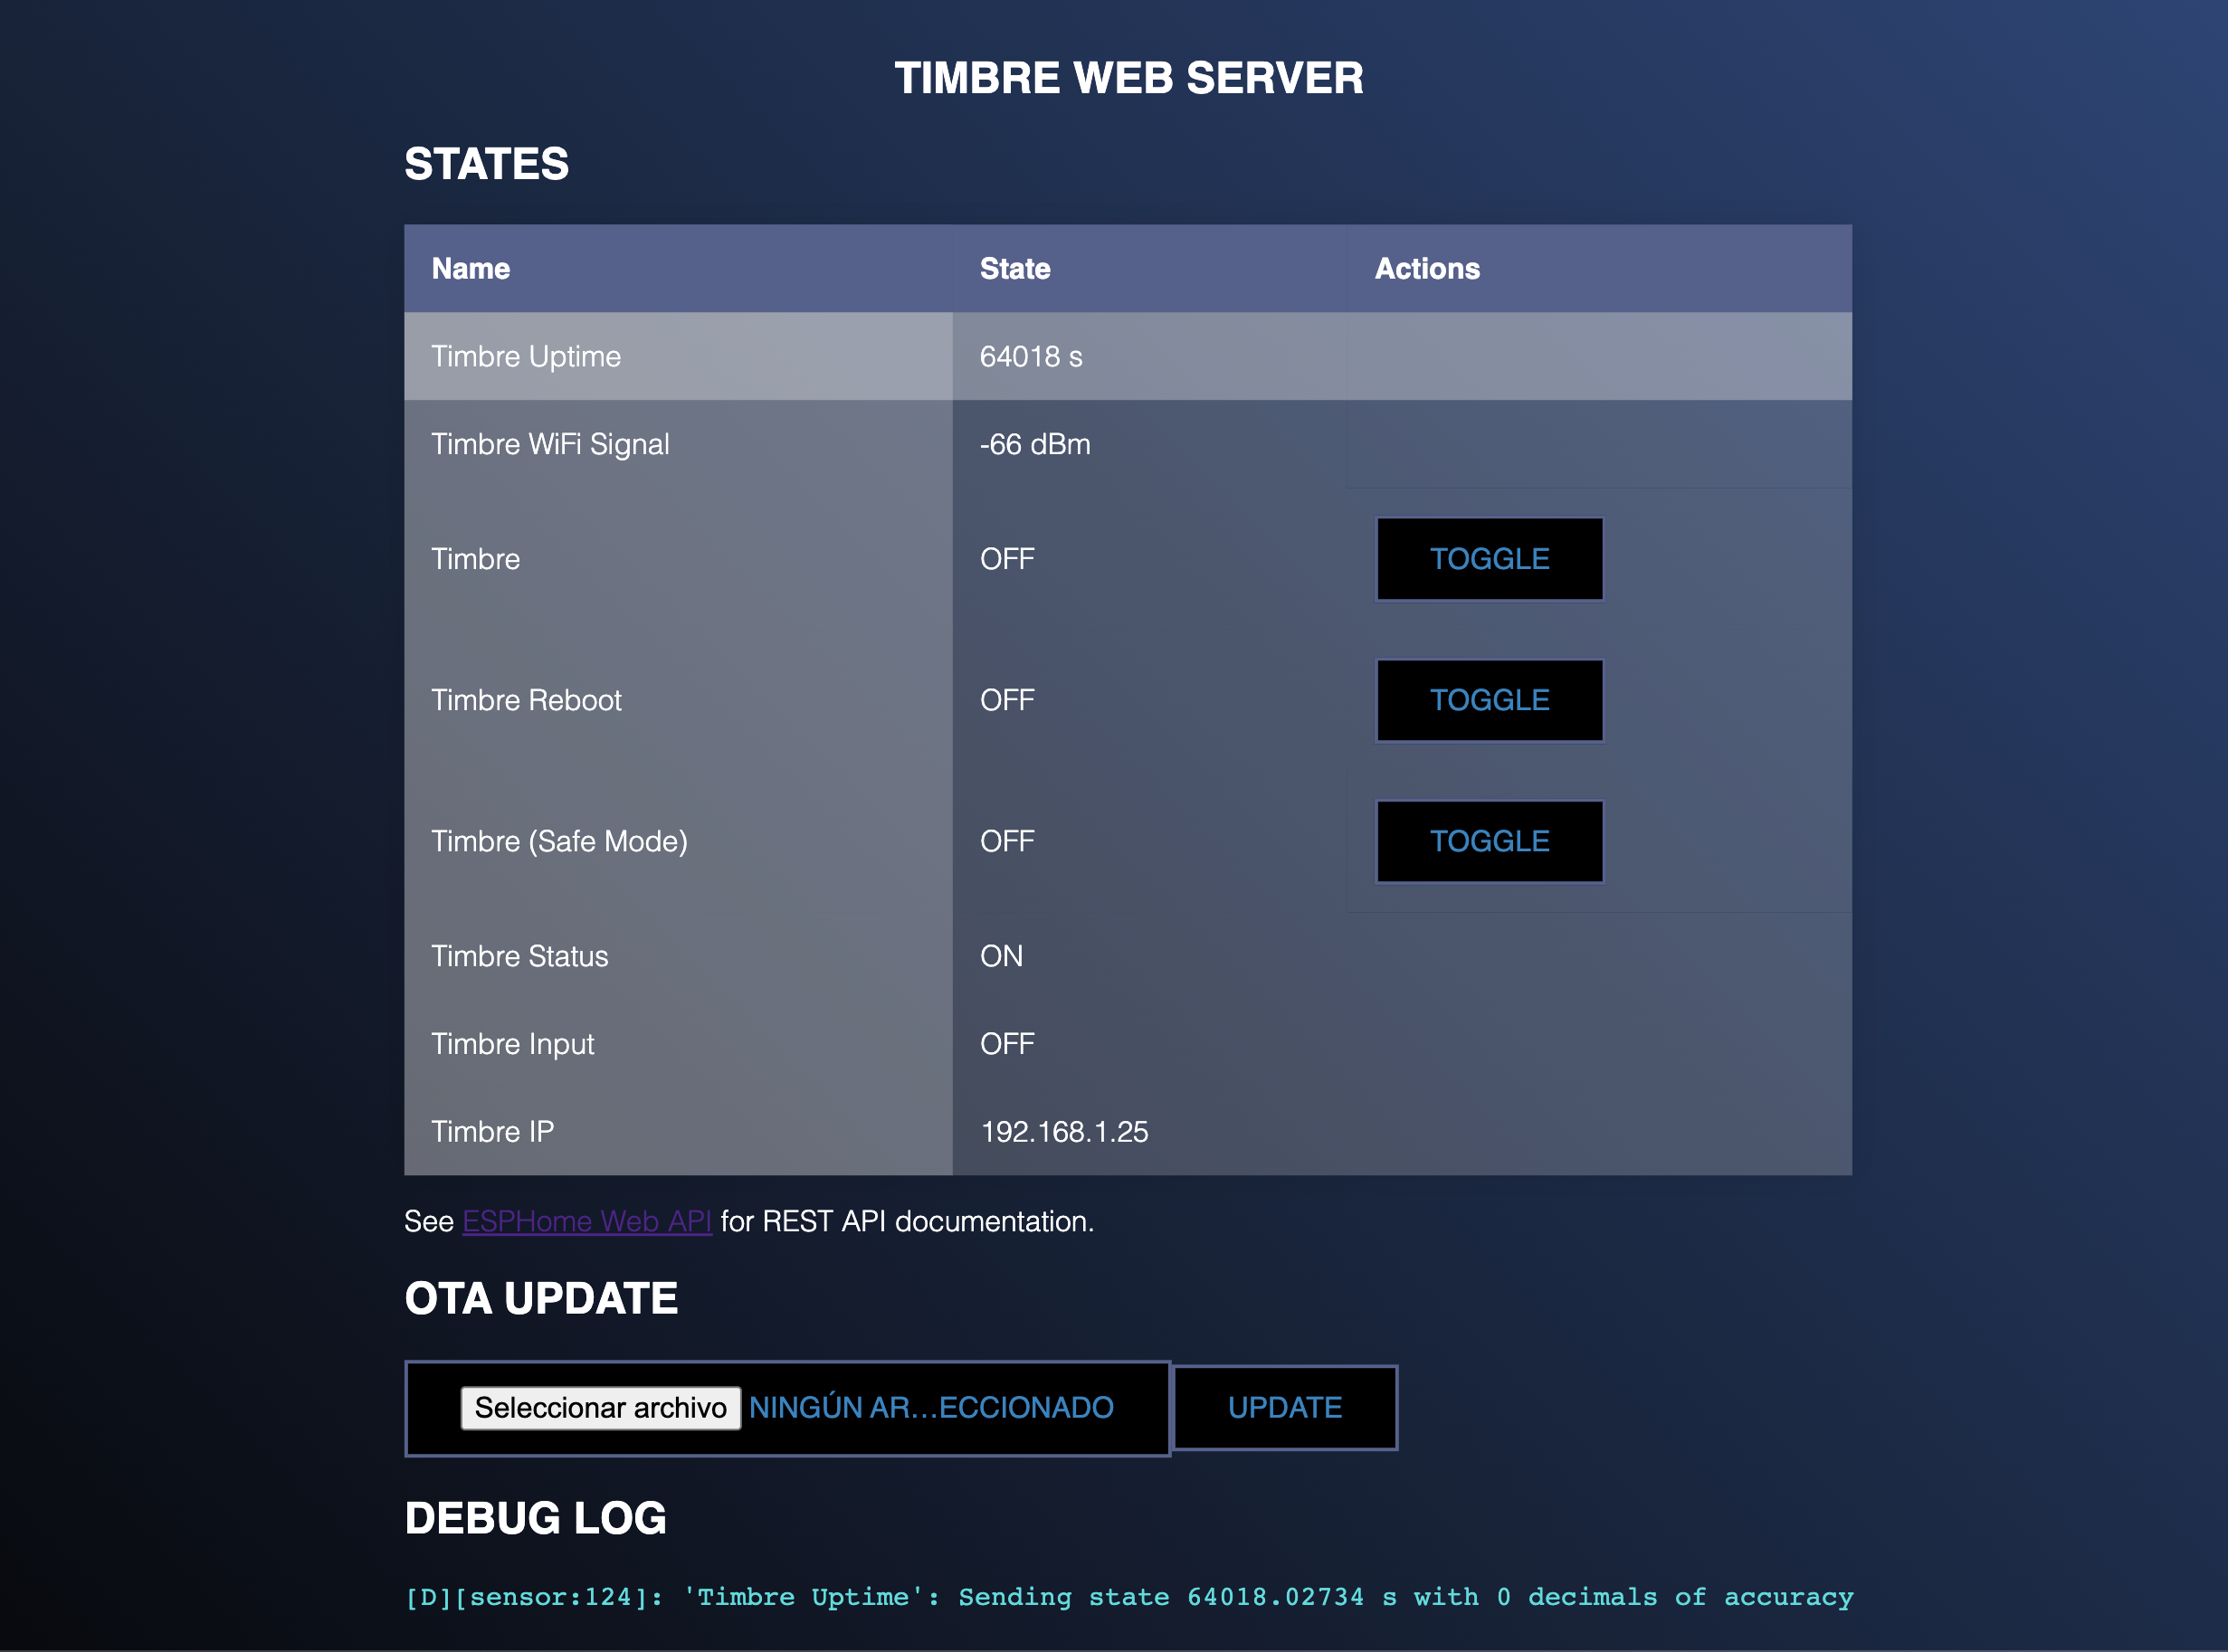 TIMBRE WEB SERVER
STATES
Name State Actions
Timbre Uptime 64018 s
Timbre WiFi Signal -66 dBm
Timbre OFF TOGGLE
Timbre Reboot OFF TOGGLE
Timbre (Safe Mode) OFF TOGGLE
Timbre Status ON
Timbre Input OFF
Timbre IP 192.168.1.25
See ESPHome Web API for REST API documentation.
OTA UPDATE
Seleccionar archivo NINGÚN AR...ECCIONADO UPDATE
DEBUG LOG
[D][sensor:124]: 'Timbre Uptime': Sending state 64018.02734 s with 0 decimals of accuracy